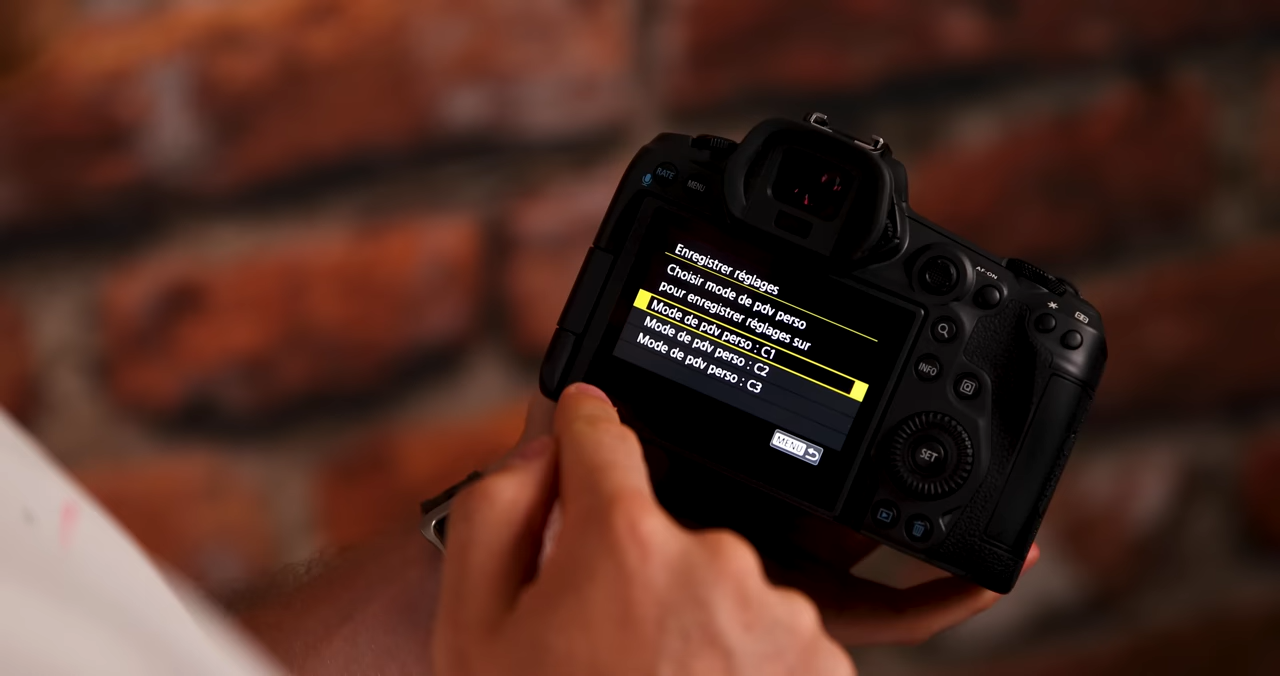 RATE
MENU
Enregistrer réglages
Choisir mode de pdv perso
pour enregistrer réglages sur
Mode de pdv perso : C1
Mode de pdv perso : C2
Mode de pdv perso : C3
MENU
AF-ON
INFO
SET